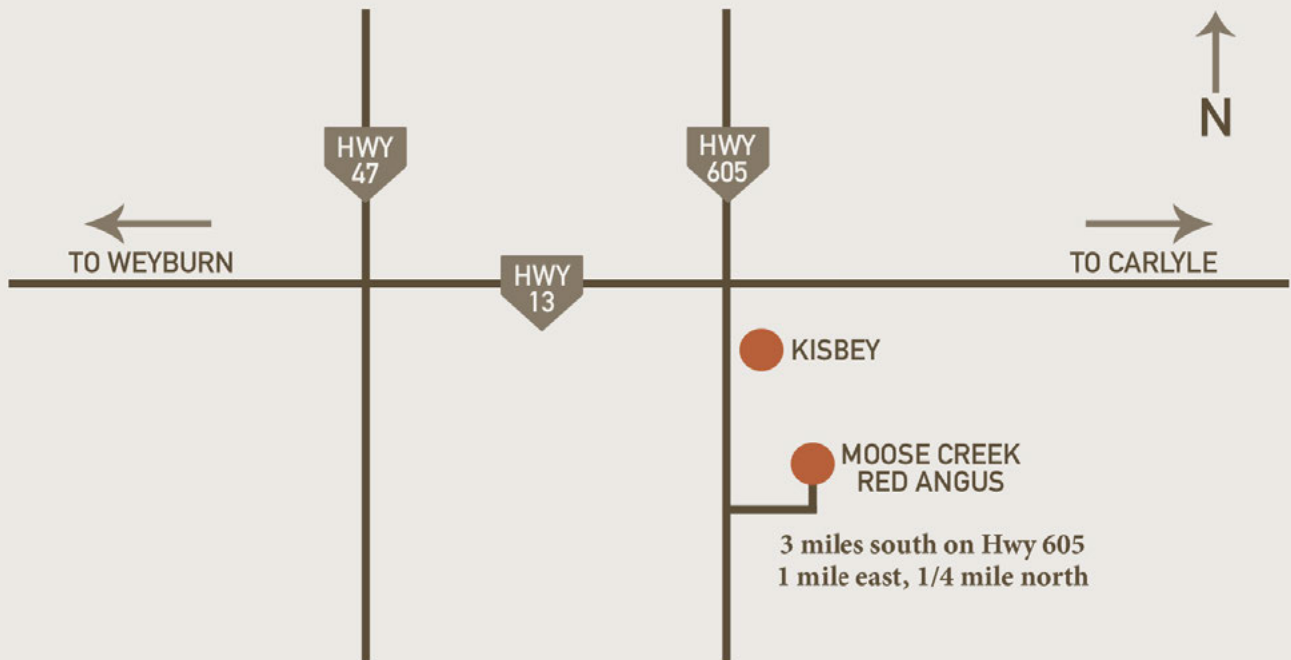 HWY
47
HWY
605
N
TO WEYBURN
TO CARLYLE
HWY
13
KISBEY
MOOSE CREEK
RED ANGUS
3 miles south on Hwy 605
1 mile east, 1/4 mile north